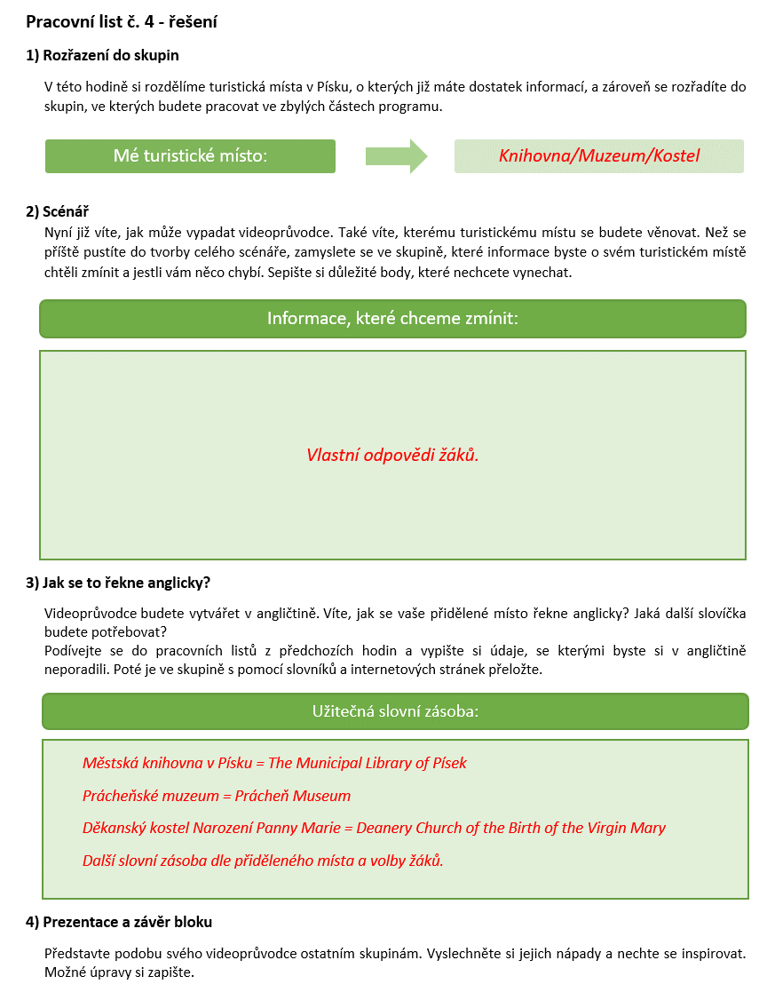 Pracovní list č. 4 - řešení
1) Rozřazení do skupin
V této hodině si rozdělíme turistická místa v Písku, o kterých již máte dostatek informací, a zároveň se rozřadíte do
skupin, ve kterých budete pracovat ve zbylých částech programu.
Mé turistické místo:
Knihovna/Muzeum/Kostel
2) Scénář
Nyní již víte, jak může vypadat videoprůvodce. Také víte, kterému turistickému místu se budete věnovat. Než se
příště pustíte do tvorby celého scénáře, zamyslete se ve skupině, které informace byste o svém turistickém místě
chtěli zmínit a jestli vám něco chybí. Sepište si důležité body, které nechcete vynechat.
Informace, které chceme zmínit:
Vlastní odpovědi žáků.
3) Jak se to řekne anglicky?
Videoprůvodce budete vytvářet v angličtině. Víte, jak se vaše přidělené místo řekne anglicky? Jaká další slovíčka
budete potřebovat?
Podívejte se do pracovních listů z předchozích hodin a vypište si údaje, se kterými byste si v angličtině
neporadili. Poté je ve skupině s pomocí slovníků a internetových stránek přeložte.
Užitečná slovní zásoba:
Městská knihovna v Písku = The Municipal Library of Písek
Prácheňské muzeum = Prácheň Museum
Děkanský kostel Narození Panny Marie = Deanery Church of the Birth of the Virgin Mary
Další slovní zásoba dle přiděleného místa a volby žáků.
4) Prezentace a závěr bloku
Představte podobu svého videoprůvodce ostatním skupinám. Vyslechněte si jejich nápady a nechte se inspirovat.
Možné úpravy si zapište.